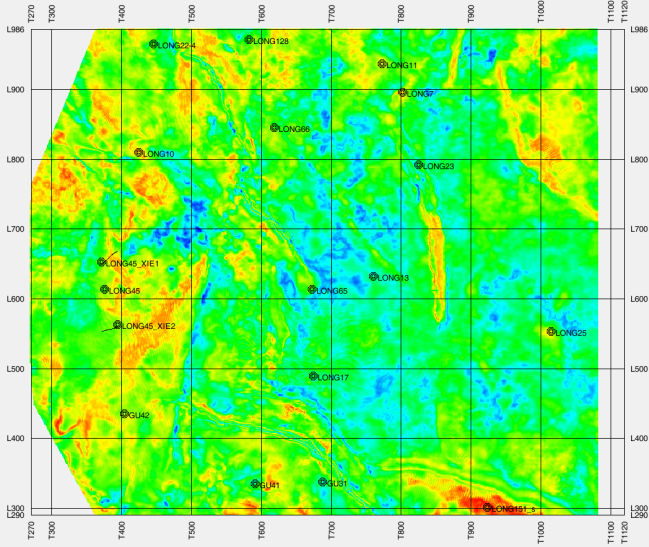 T270 T300 T400 T500 T600 T700 T800 T900 T1000 T1100 T1120
L986 L986
LONG22-4 LONG128
LONG11
L900 LONG7 L900
LONG66
LONG10
L800 LONG23 L800
L700 L700
LONG45_XIE1
LONG13
LONG45 LONG65
L600 L600
LONG45_XIE2 LONG25
L500 LONG17 L500
GU42
L400 L400
GU41 GU31
L300 LONG151_s L300
L290 L290
T270 T300 T400 T500 T600 T700 T800 T900 T1000 T1100 T1120